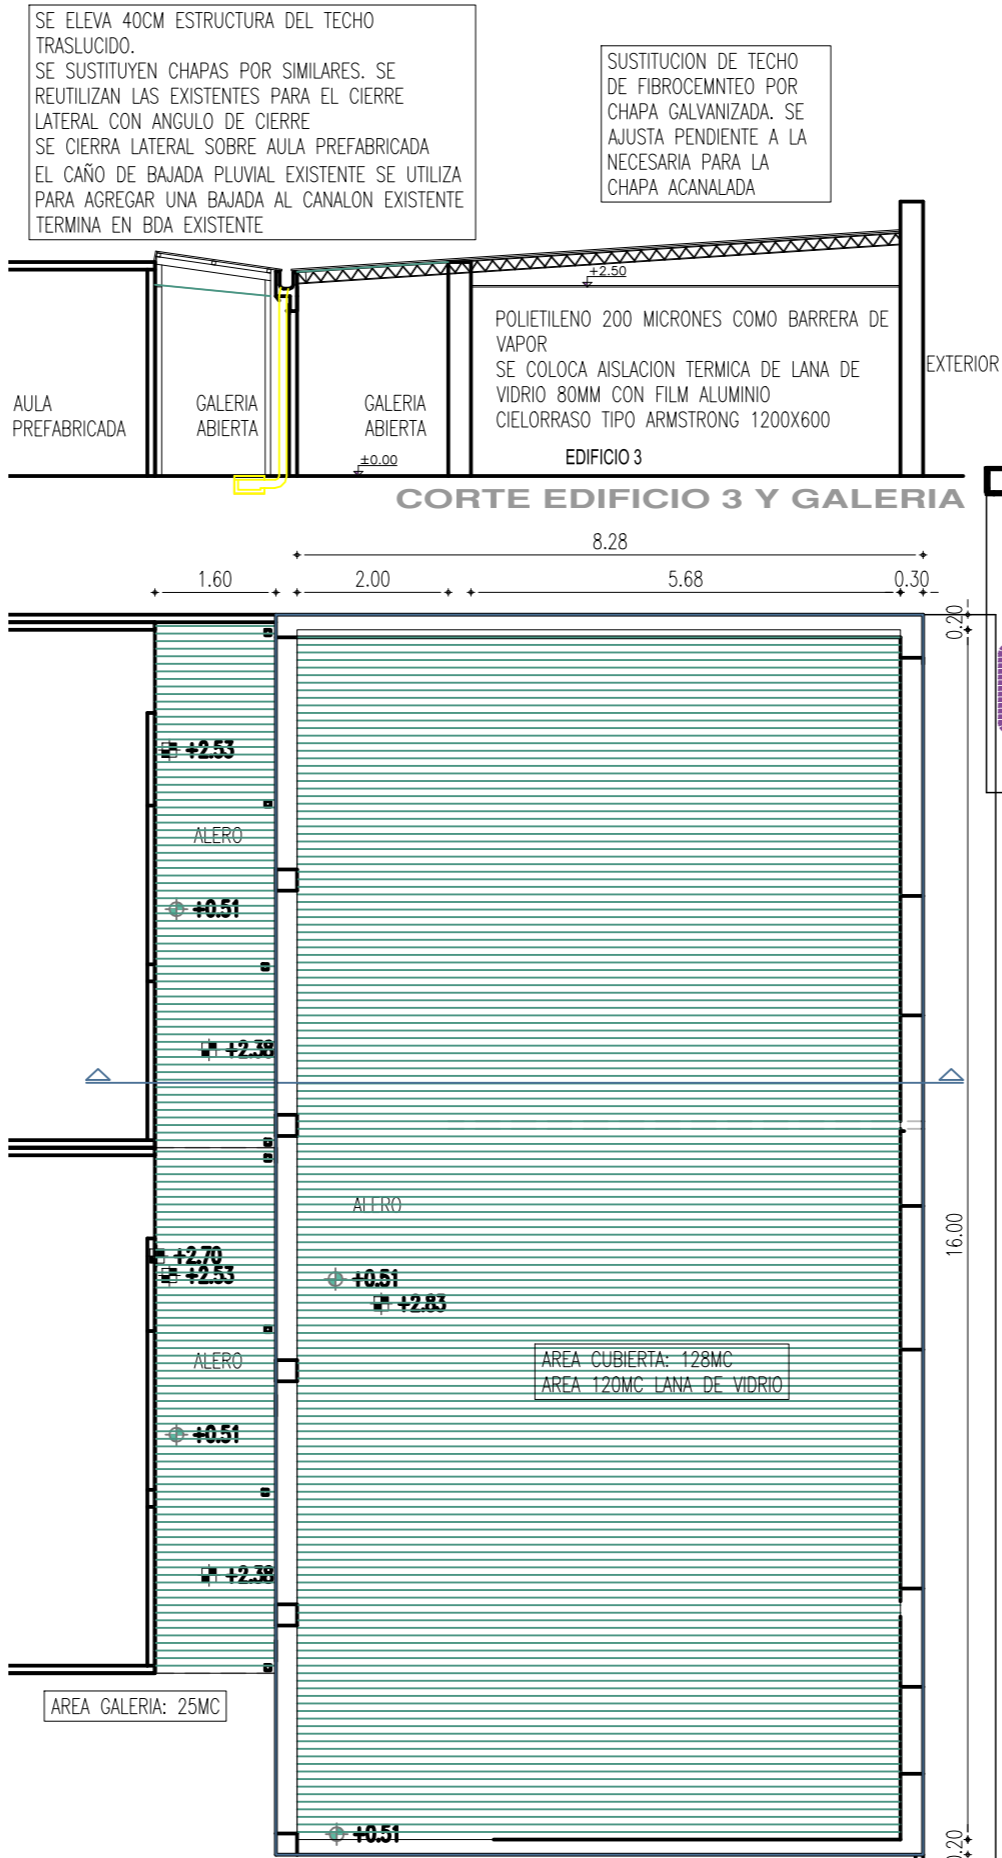 SE ELEVA 40CM ESTRUCTURA DEL TECHO
TRASLUCIDO.
SE SUSTITUYEN CHAPAS POR SIMILARES. SE
REUTILIZAN LAS EXISTENTES PARA EL CIERRE
LATERAL CON ANGULO DE CIERRE
SE CIERRA LATERAL SOBRE AULA PREFABRICADA
EL CAÑO DE BAJADA PLUVIAL EXISTENTE SE UTILIZA
PARA AGREGAR UNA BAJADA AL CANALON EXISTENTE
TERMINA EN BDA EXISTENTE
SUSTITUCION DE TECHO
DE FIBROCEMNTEO POR
CHAPA GALVANIZADA. SE
AJUSTA PENDIENTE A LA
NECESARIA PARA LA
CHAPA ACANALADA
+2.50
POLIETILENO 200 MICRONES COMO BARRERA DE
VAPOR
SE COLOCA AISLACION TERMICA DE LANA DE
VIDRIO 80MM CON FILM ALUMINIO
CIELORRASO TIPO ARMSTRONG 1200X600
EXTERIOR
AULA
PREFABRICADA
GALERIA
ABIERTA
GALERIA
ABIERTA
±0.00
EDIFICIO 3
CORTE EDIFICIO 3 Y GALERIA
8.28
1.60
2.00
5.68
0.30
0.20
+2.53
ALERO
+0.51
+2.38
ALERO
16.00
+2.70
+2.53
+0.51
+2.83
ALERO
AREA CUBIERTA: 128MC
AREA 120MC LANA DE VIDRIO
+0.51
+2.38
AREA GALERIA: 25MC
+0.51
0.20